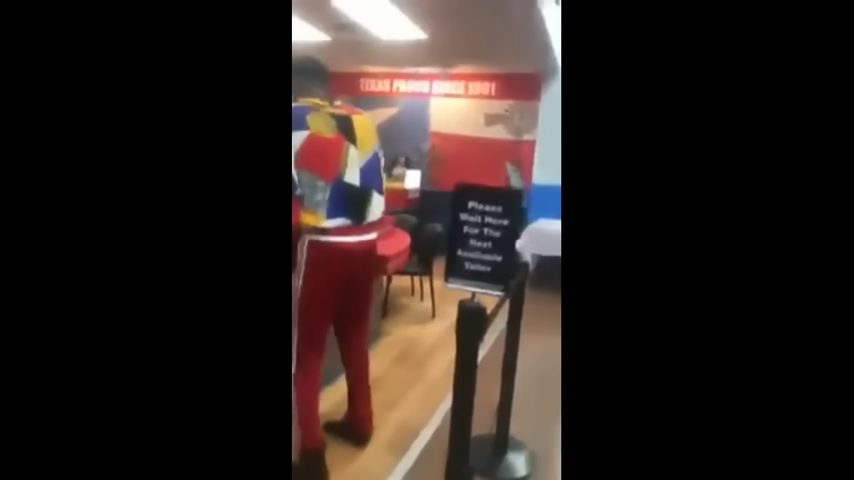 TEXAS PROUD SINCE 1901
Please
Wait Here
For The
Next
Available
Teller